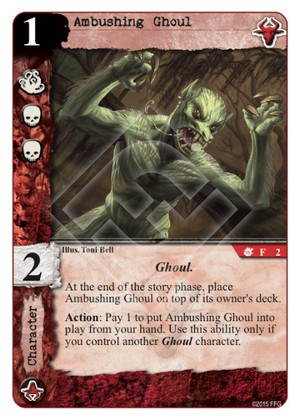 1
Ambushing Ghoul
Illus. Toni Bell
F 2
2
Ghoul.
At the end of the story phase, place
Ambushing Ghoul on top of its owner's deck.
Action: Pay 1 to put Ambushing Ghoul into
play from your hand. Use this ability only if
you control another Ghoul character.
Character
©2015 FFG